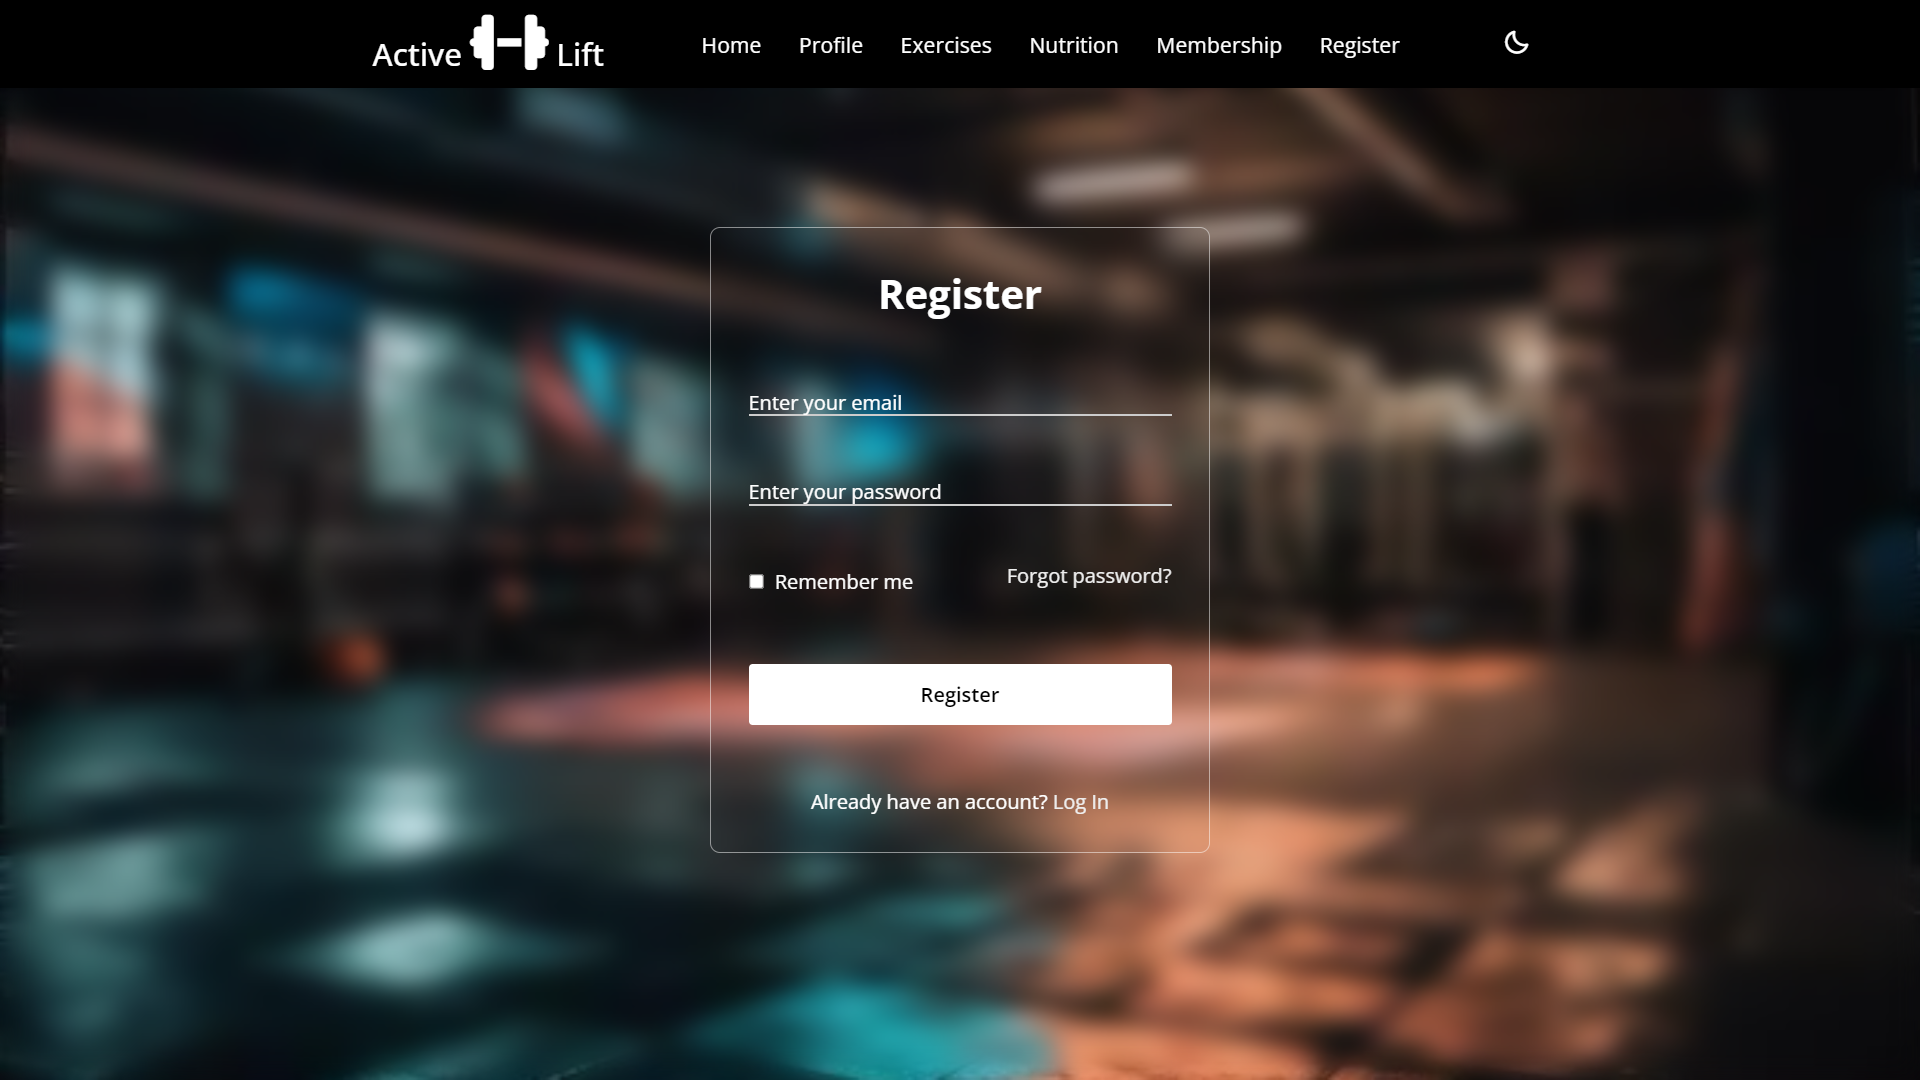 Active Lift
Home Profile Exercises Nutrition Membership Register
Register
Enter your email
Enter your password
Remember me Forgot password?
Register
Already have an account? Log In